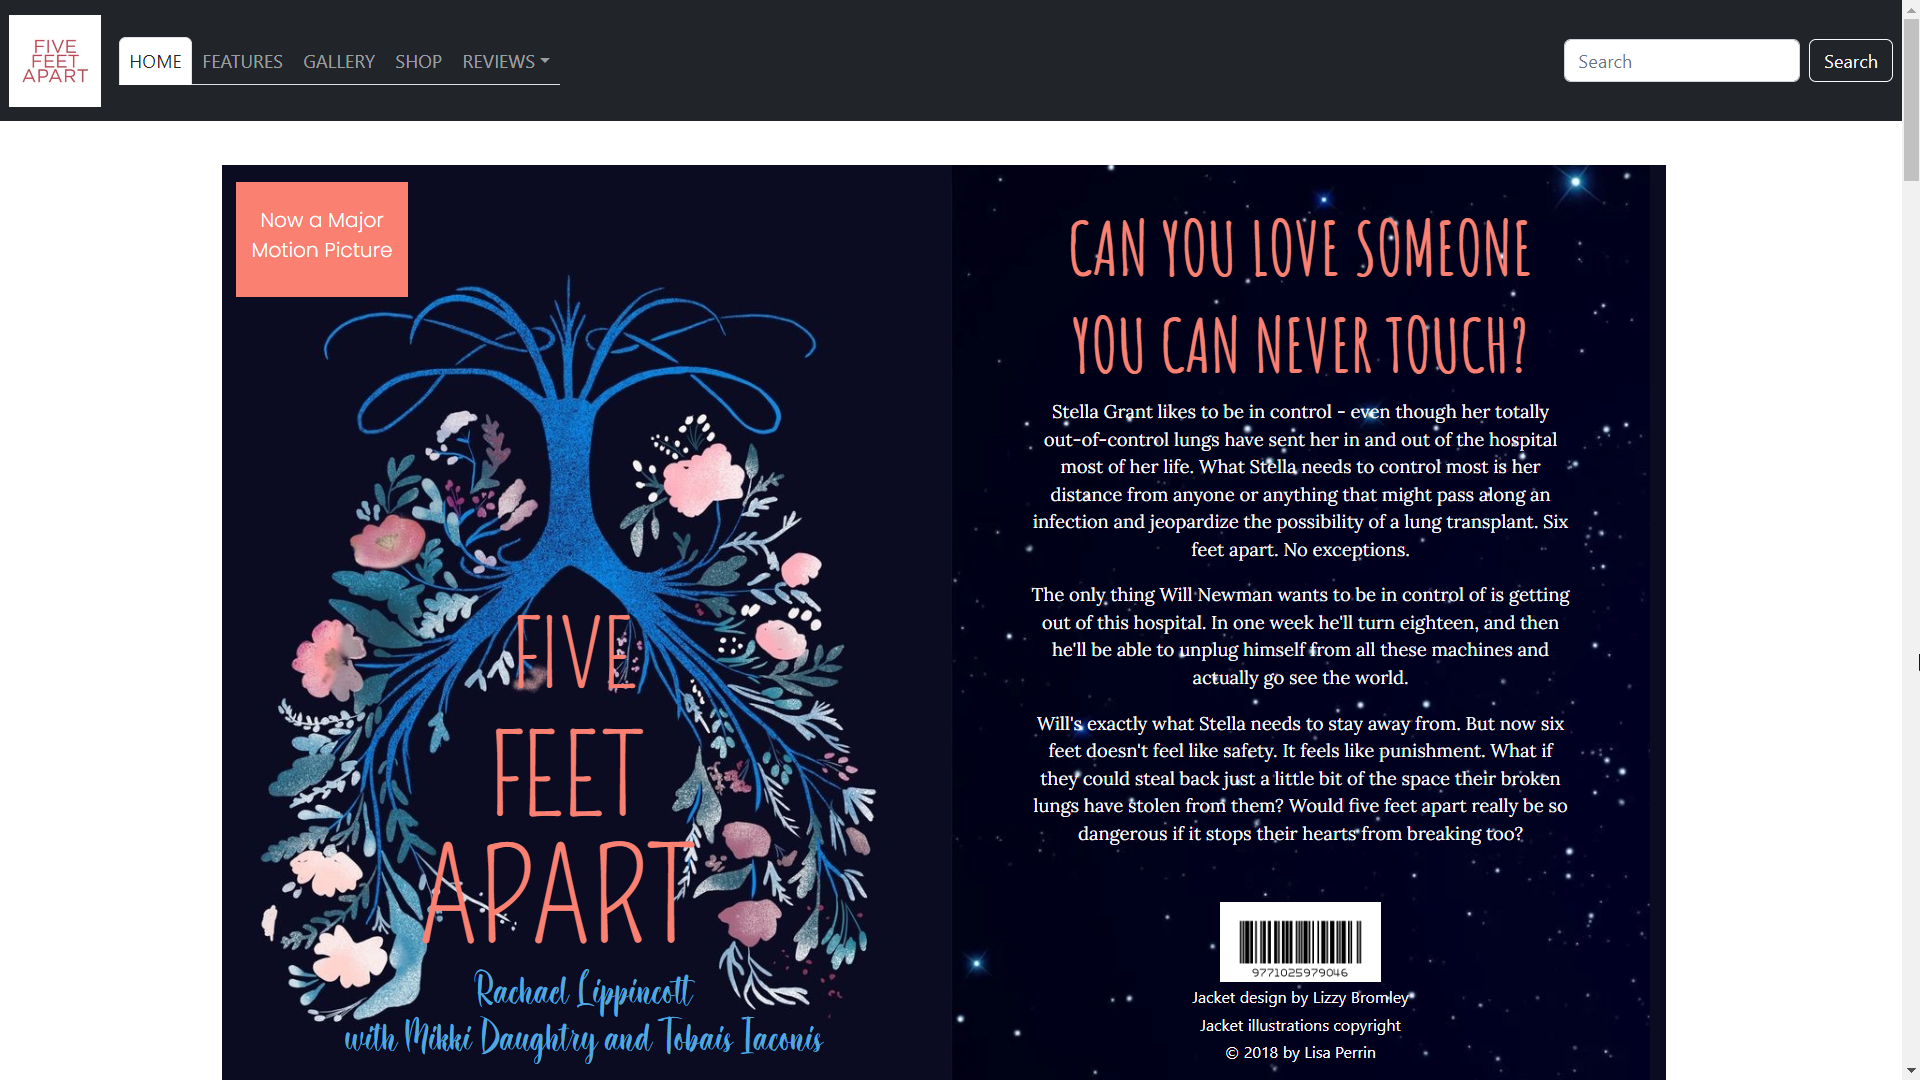 FIVE
FEET
APART
HOME FEATURES GALLERY SHOP REVIEWS
Search
Search
Now a Major
Motion Picture
FIVE
FEET
APART
Rachael Lippincott
with Mikki Daughtry and Tobais Iaconis
CAN YOU LOVE SOMEONE
YOU CAN NEVER TOUCH?
Stella Grant likes to be in control - even though her totally
out-of-control lungs have sent her in and out of the hospital
most of her life. What Stella needs to control most is her
distance from anyone or anything that might pass along an
infection and jeopardize the possibility of a lung transplant. Six
feet apart. No exceptions.
The only thing Will Newman wants to be in control of is getting
out of this hospital. In one week he'll turn eighteen, and then
he'll be able to unplug himself from all these machines and
actually go see the world.
Will's exactly what Stella needs to stay away from. But now six
feet doesn't feel like safety. It feels like punishment. What if
they could steal back just a little bit of the space their broken
lungs have stolen from them? Would five feet apart really be so
dangerous if it stops their hearts from breaking too?
9771025979046
Jacket design by Lizzy Bromley
Jacket illustrations copyright
© 2018 by Lisa Perrin